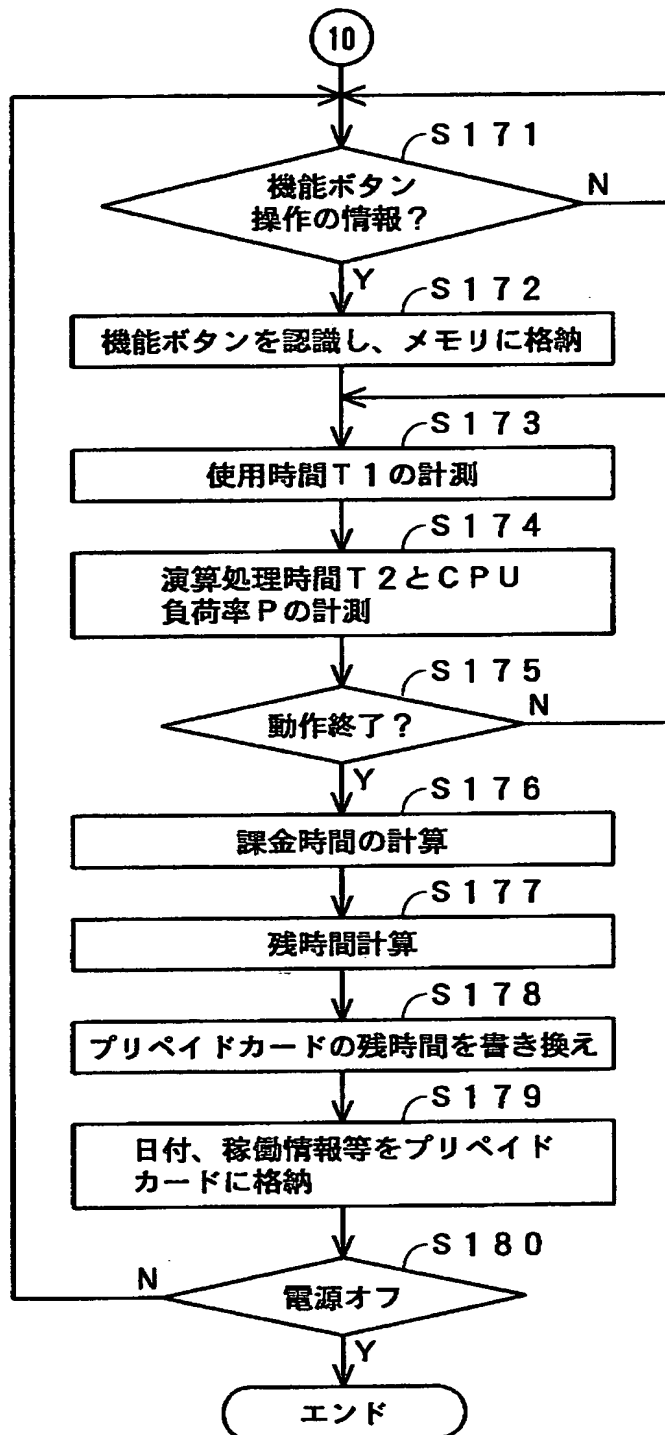 10
S171
機能ボタン
操作の情報?
N
Y
S172
機能ボタンを認識し、メモリに格納
S173
使用時間T1の計測
S174
演算処理時間T2とCPU
負荷率Pの計測
S175
動作終了?
N
Y
S176
課金時間の計算
S177
残時間計算
S178
プリペイドカードの残時間を書き換え
S179
日付、稼働情報等をプリペイド
カードに格納
S180
電源オフ
N
Y
エンド